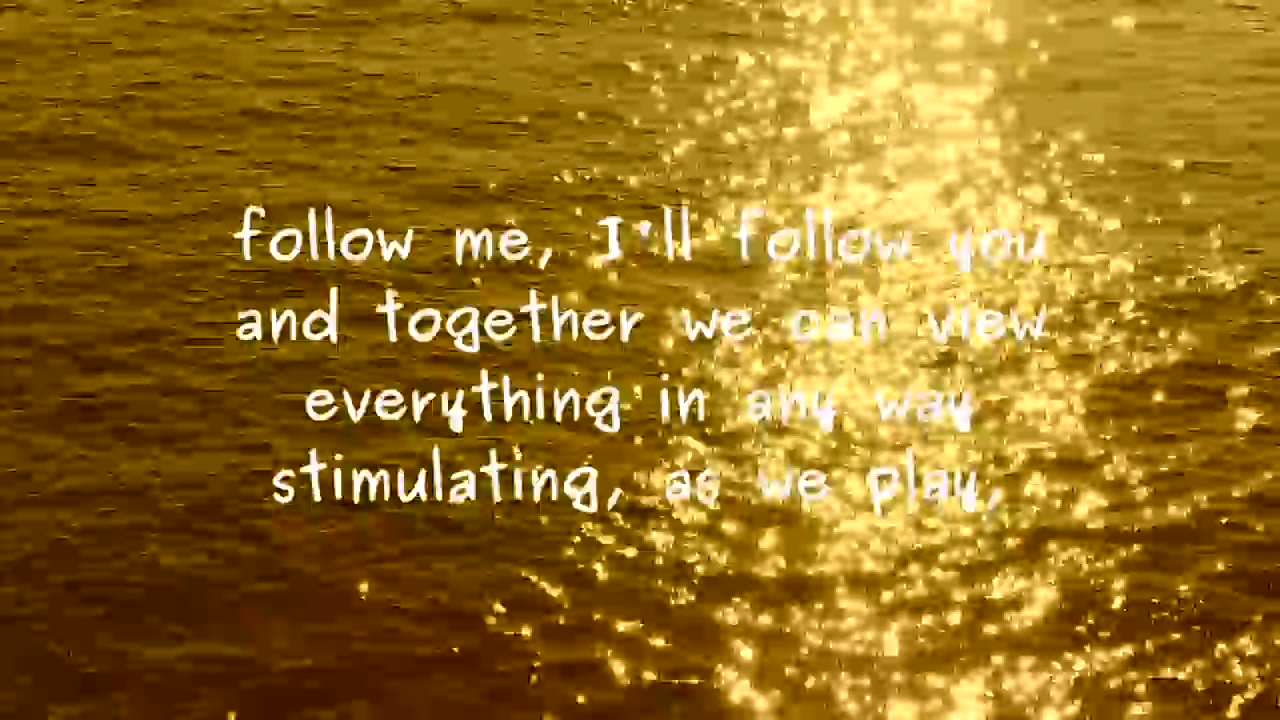 follow me, I'll follow you
and together we can view
everything in any way
stimulating, as we play,